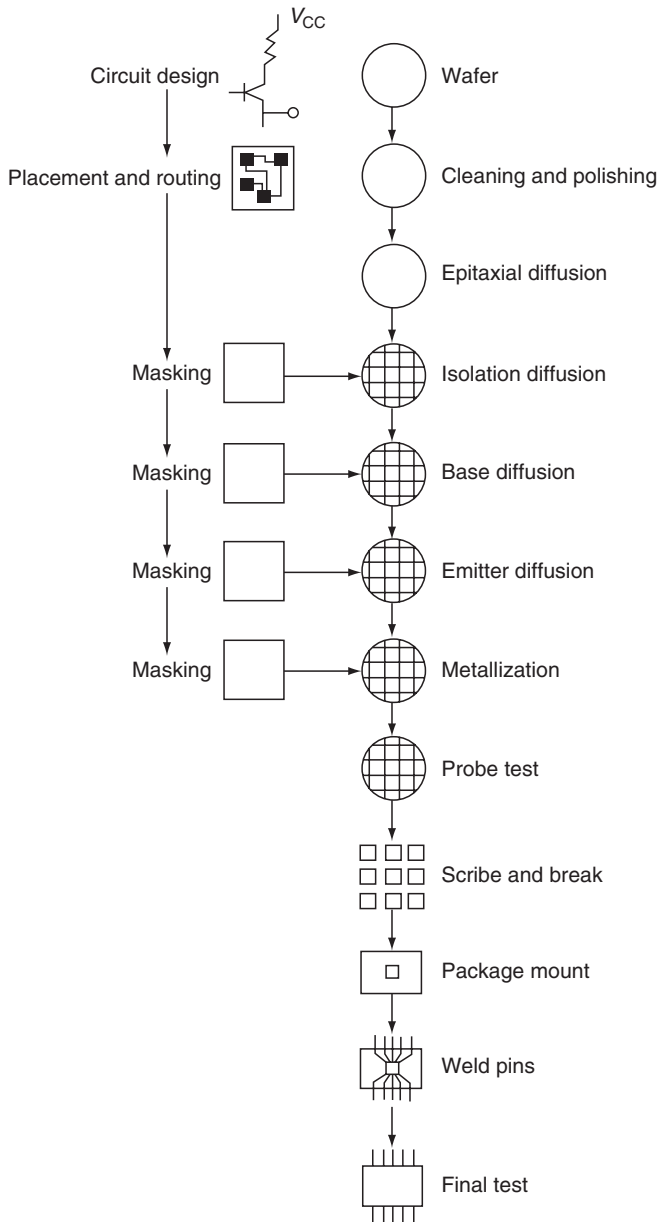 V_CC
Circuit design
Wafer
Placement and routing
Cleaning and polishing
Epitaxial diffusion
Masking
Isolation diffusion
Masking
Base diffusion
Masking
Emitter diffusion
Masking
Metallization
Probe test
Scribe and break
Package mount
Weld pins
Final test